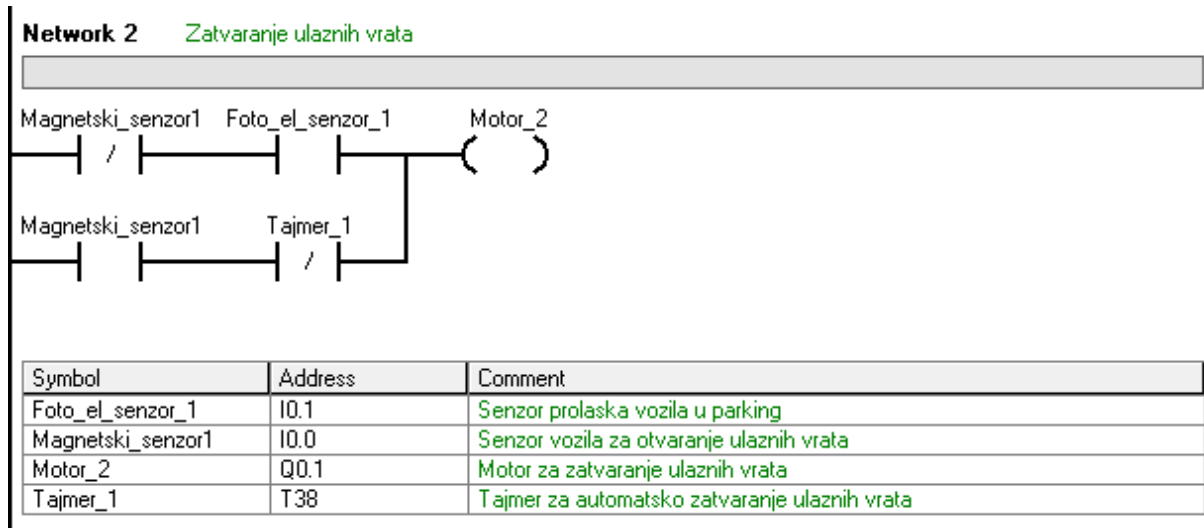 Network 2 Zatvaranje ulaznih vrata
Magnetski_senzor1 Foto_el_senzor_1 Motor_2
Magnetski_senzor1 Tajmer_1
Symbol Address Comment
Foto_el_senzor_1 I0.1 Senzor prolaska vozila u parking
Magnetski_senzor1 I0.0 Senzor vozila za otvaranje ulaznih vrata
Motor_2 Q0.1 Motor za zatvaranje ulaznih vrata
Tajmer_1 T38 Tajmer za automatsko zatvaranje ulaznih vrata